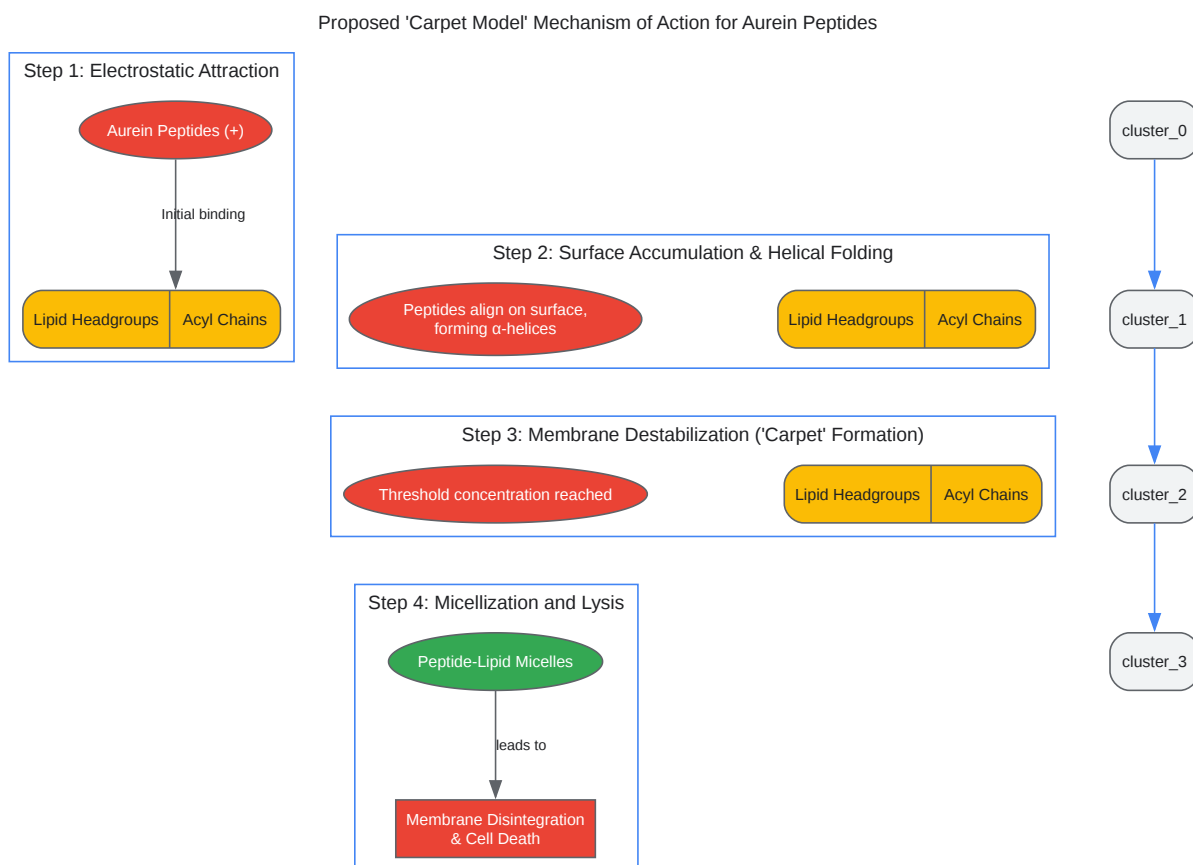 Proposed 'Carpet Model' Mechanism of Action for Aurein Peptides
Step 1: Electrostatic Attraction
Aurein Peptides (+)
Initial binding
Lipid Headgroups
Acyl Chains
Step 2: Surface Accumulation & Helical Folding
Peptides align on surface,
forming α-helices
Lipid Headgroups
Acyl Chains
Step 3: Membrane Destabilization ('Carpet' Formation)
Threshold concentration reached
Lipid Headgroups
Acyl Chains
Step 4: Micellization and Lysis
Peptide-Lipid Micelles
leads to
Membrane Disintegration
& Cell Death
cluster_0
cluster_1
cluster_2
cluster_3